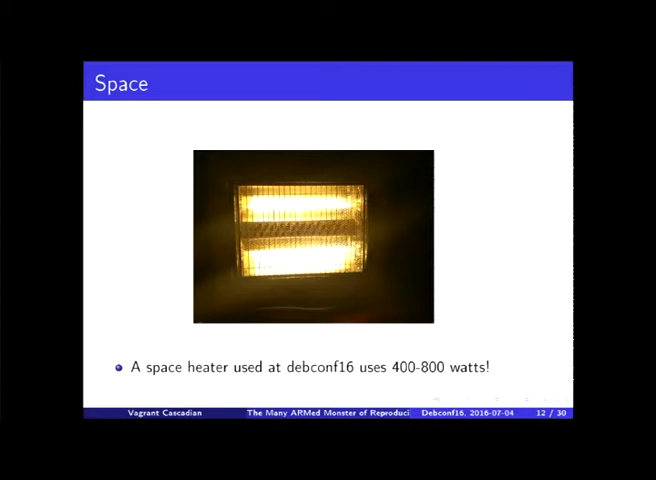 Space
A space heater used at debconf16 uses 400-800 watts!
Vagrant Cascadian The Many ARMed Monster of Reproduci Debconf16, 2016-07-04 12 / 30